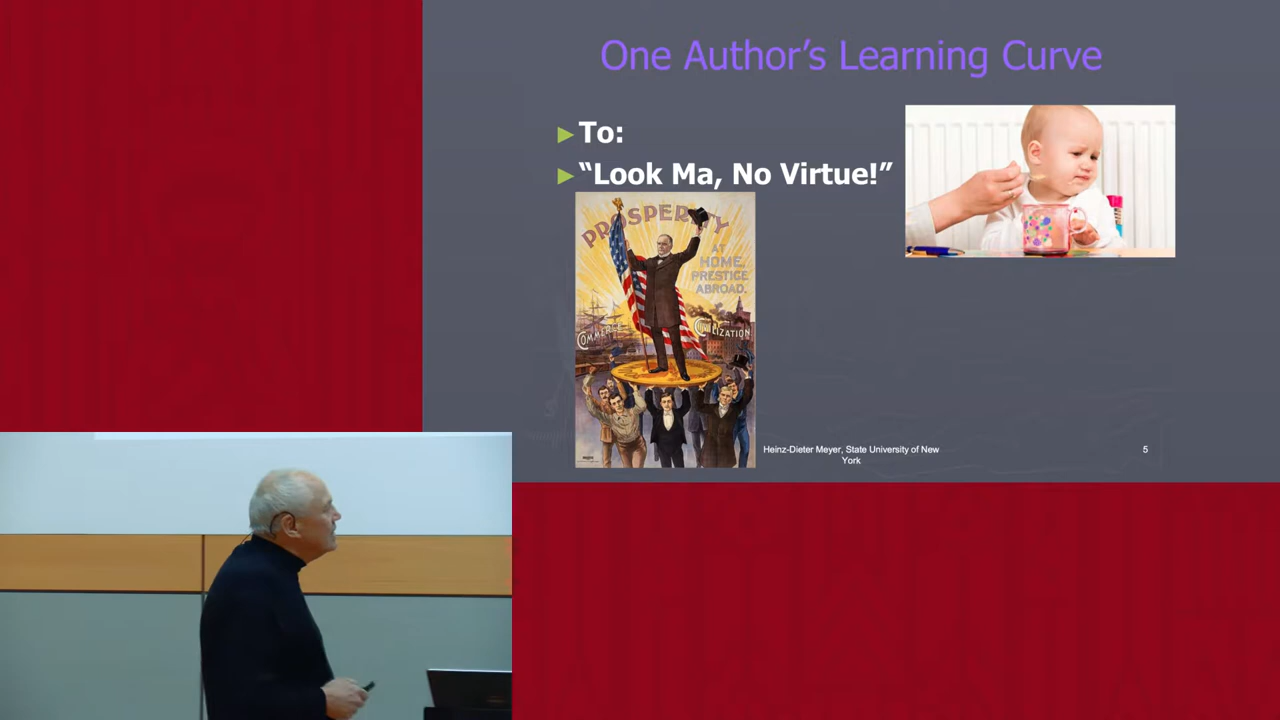 One Author's Learning Curve
To:
“Look Ma, No Virtue!”
PROSPERITY
AT
HOME,
PRESTIGE
ABROAD.
COMMERCE
CIVILIZATION
Heinz-Dieter Meyer, State University of New
York
5